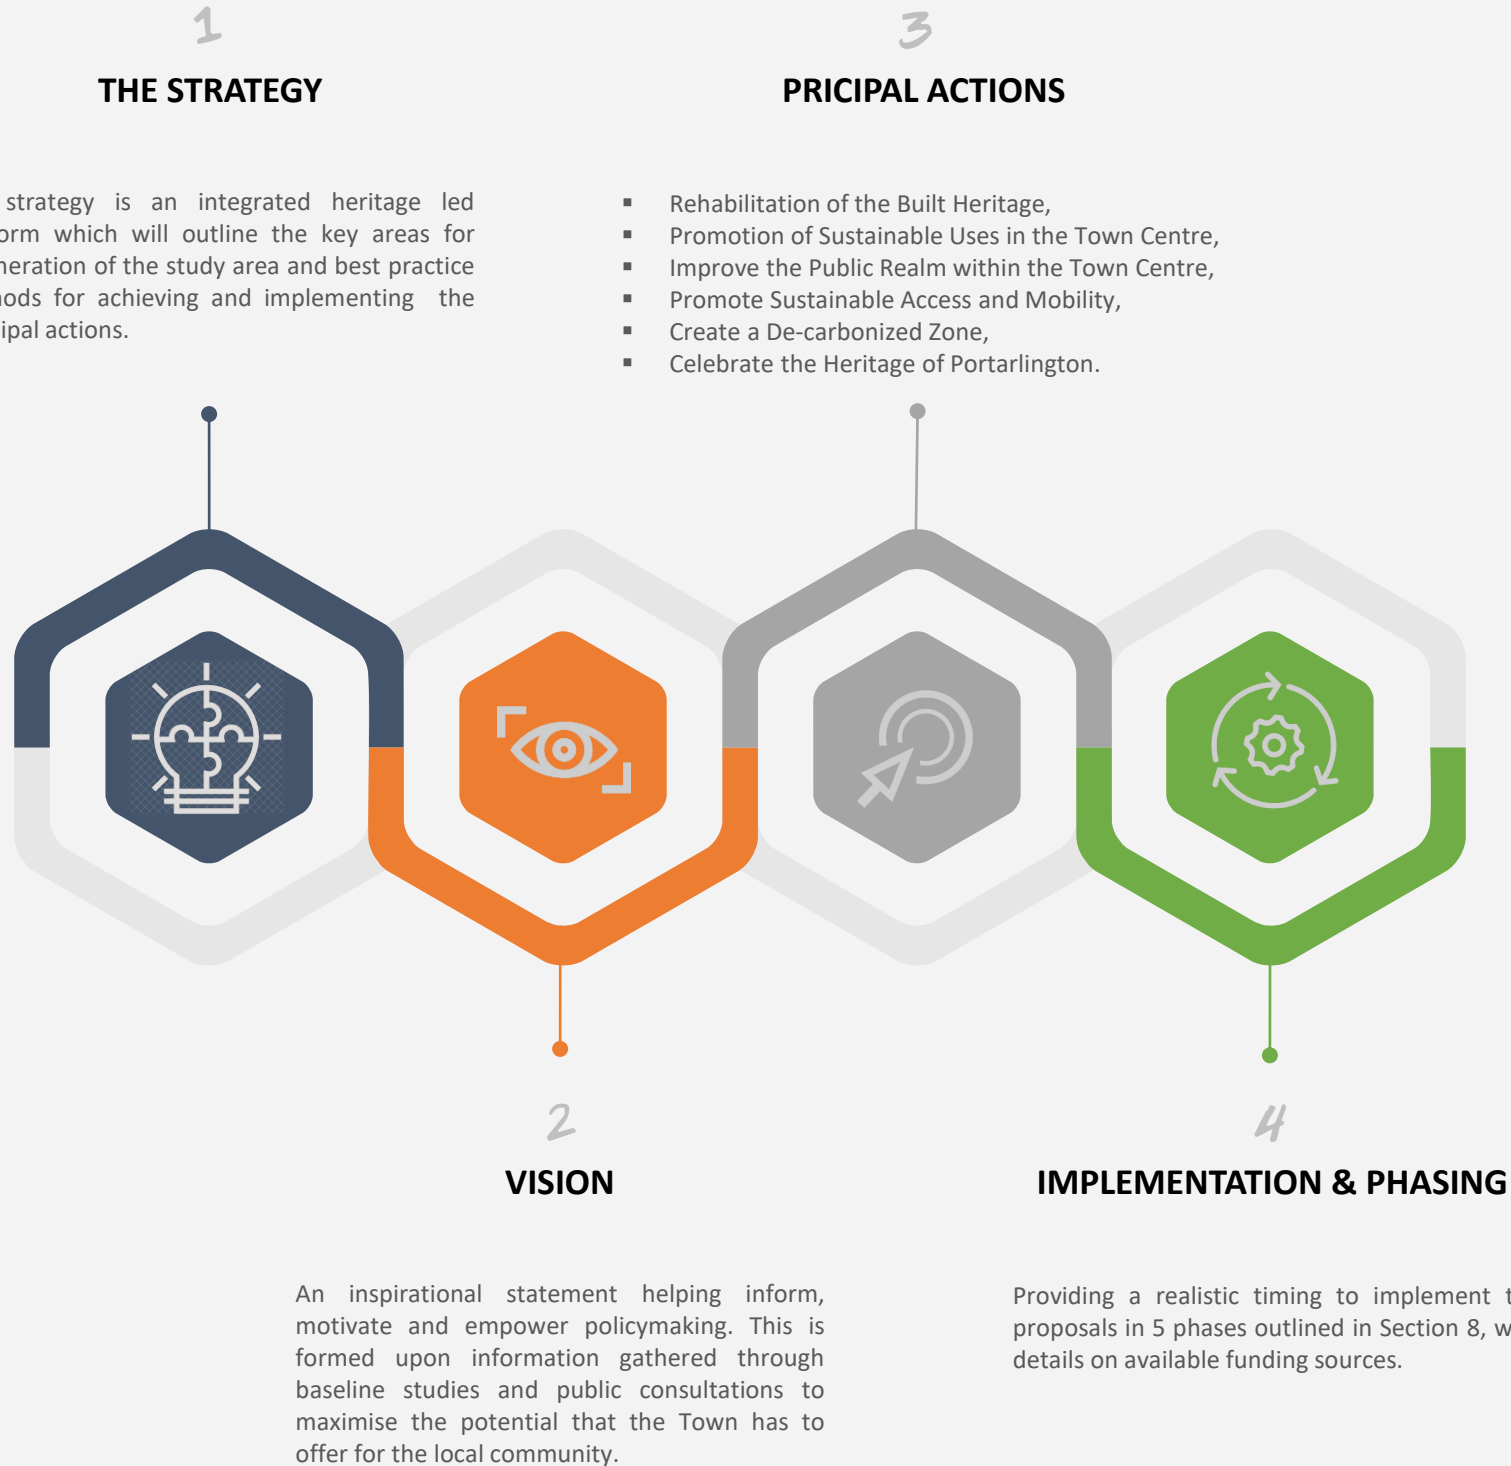 1
THE STRATEGY
strategy is an integrated heritage led
which will outline the key areas for
of the study area and best practice
for achieving and implementing the
actions.
3
PRICIPAL ACTIONS
▪ Rehabilitation of the Built Heritage,
▪ Promotion of Sustainable Uses in the Town Centre,
▪ Improve the Public Realm within the Town Centre,
▪ Promote Sustainable Access and Mobility,
▪ Create a De-carbonized Zone,
▪ Celebrate the Heritage of Portarlington.
2
VISION
An inspirational statement helping inform,
motivate and empower policymaking. This is
formed upon information gathered through
baseline studies and public consultations to
maximise the potential that the Town has to
offer for the local community.
4
IMPLEMENTATION & PHASING
Providing a realistic timing to implement
proposals in 5 phases outlined in Section 8,
details on available funding sources.